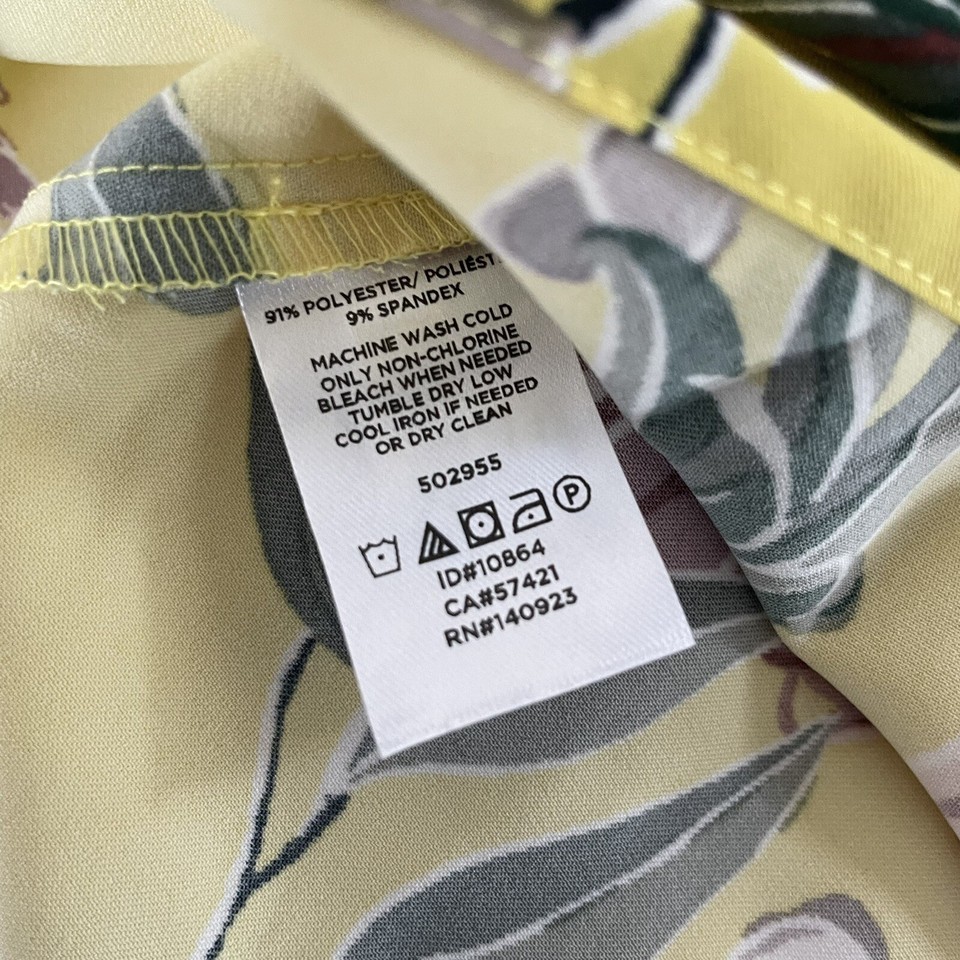 91% POLYESTER/ POLIÉST
9% SPANDEX
MACHINE WASH COLD
ONLY NON-CHLORINE
BLEACH WHEN NEEDED
TUMBLE DRY LOW
COOL IRON IF NEEDED
OR DRY CLEAN
502955
P
ID#10864
CA#57421
RN#140923